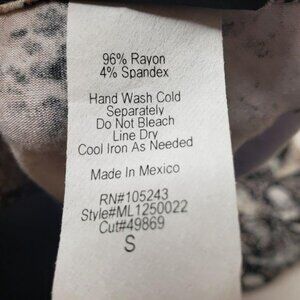 96% Rayon
4% Spandex
Hand Wash Cold
Separately
Do Not Bleach
Line Dry
Cool Iron As Needed
Made In Mexico
RN#105243
Style#ML1250022
Cut#49869
S